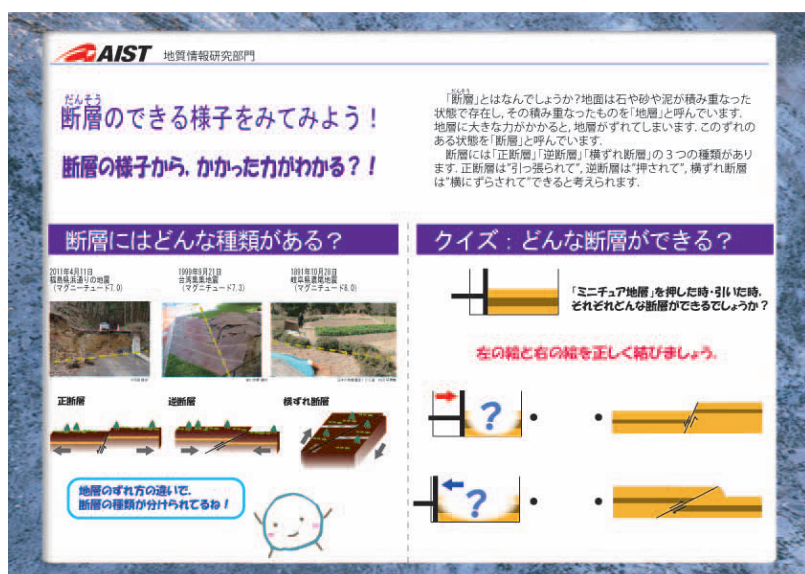 AIST 地質情報研究部門
だんそう
断層のできる様子をみてみよう！
断層の様子から，かかった力がわかる？！
だんそう
「断層」とはなんでしょうか？地面は石や砂や泥が積み重なった
状態で存在し，その積み重なったものを「地層」と呼んでいます．
地層に大きな力がかかると，地層がずれてしまいます．このずれの
ある状態を「断層」と呼んでいます．
断層には「正断層」「逆断層」「横ずれ断層」の３つの種類があり
ます．正断層は"引っ張られて"，逆断層は"押されて"，横ずれ断層
は"横にずらされて"できると考えられます．
断層にはどんな種類がある？
2011年4月11日
福島県浜通りの地震
（マグニチュード7.0）
1999年9月21日
台湾集集地震
（マグニチュード7.3）
1891年10月28日
岐阜県濃尾地震
（マグニチュード8.0）
正断層
逆断層
横ずれ断層
地層のずれ方の違いで，
断層の種類が分けられてるね！
クイズ：どんな断層ができる？
「ミニチュア地層」を押した時・引いた時，
それぞれどんな断層ができるでしょうか？
左の絵と右の絵を正しく結びましょう．
?
?